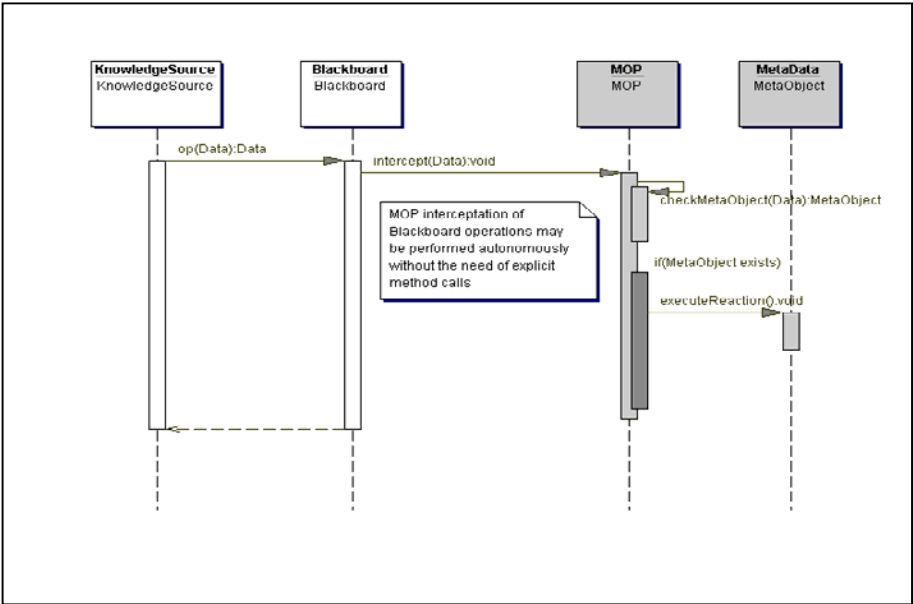 KnowledgeSource
KnowledgeSource
Blackboard
Blackboard
MOP
MOP
MetaData
MetaObject
op(Data):Data
intercept(Data):void
checkMetaObject(Data):MetaObject
MOP interceptation of
Blackboard operations may
be performed autonomously
without the need of explicit
method calls
if(MetaObject exists)
executeReaction():void